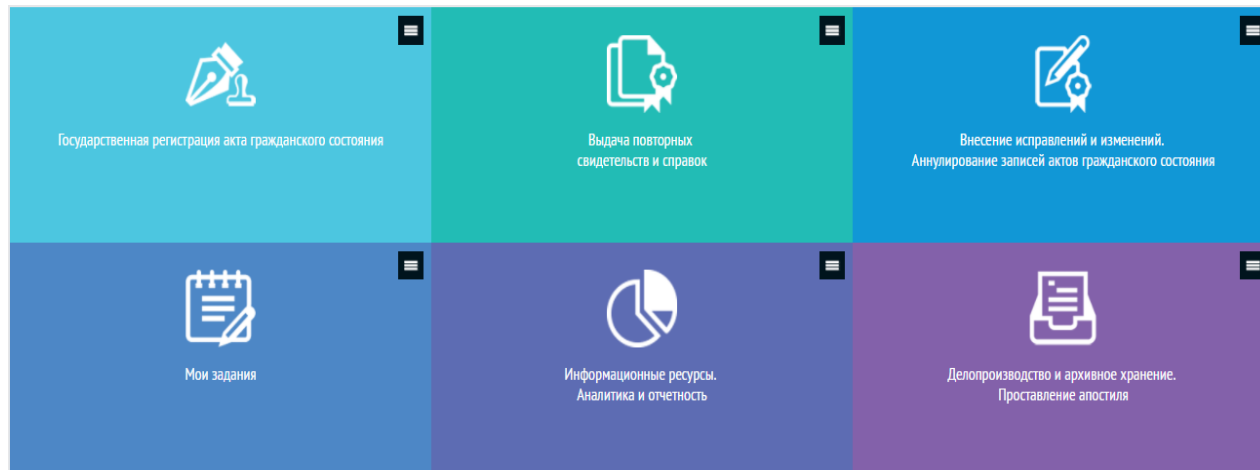 Государственная регистрация акта гражданского состояния
Выдача повторных
свидетельств и справок
Внесение исправлений и изменений.
Аннулирование записей актов гражданского состояния
Мои задания
Информационные ресурсы.
Аналитика и отчетность
Делопроизводство и архивное хранение.
Проставление апостиля